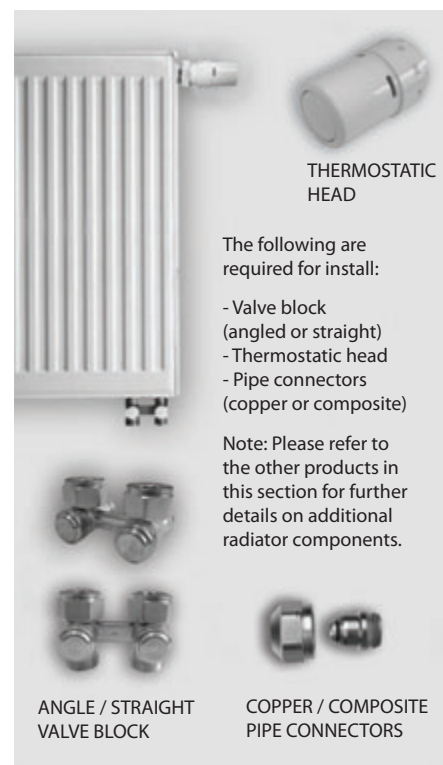 THERMOSTATIC
HEAD
The following are
required for install:
- Valve block
(angled or straight)
- Thermostatic head
- Pipe connectors
(copper or composite)
Note: Please refer to
the other products in
this section for further
details on additional
radiator components.
ANGLE / STRAIGHT
VALVE BLOCK
COPPER / COMPOSITE
PIPE CONNECTORS